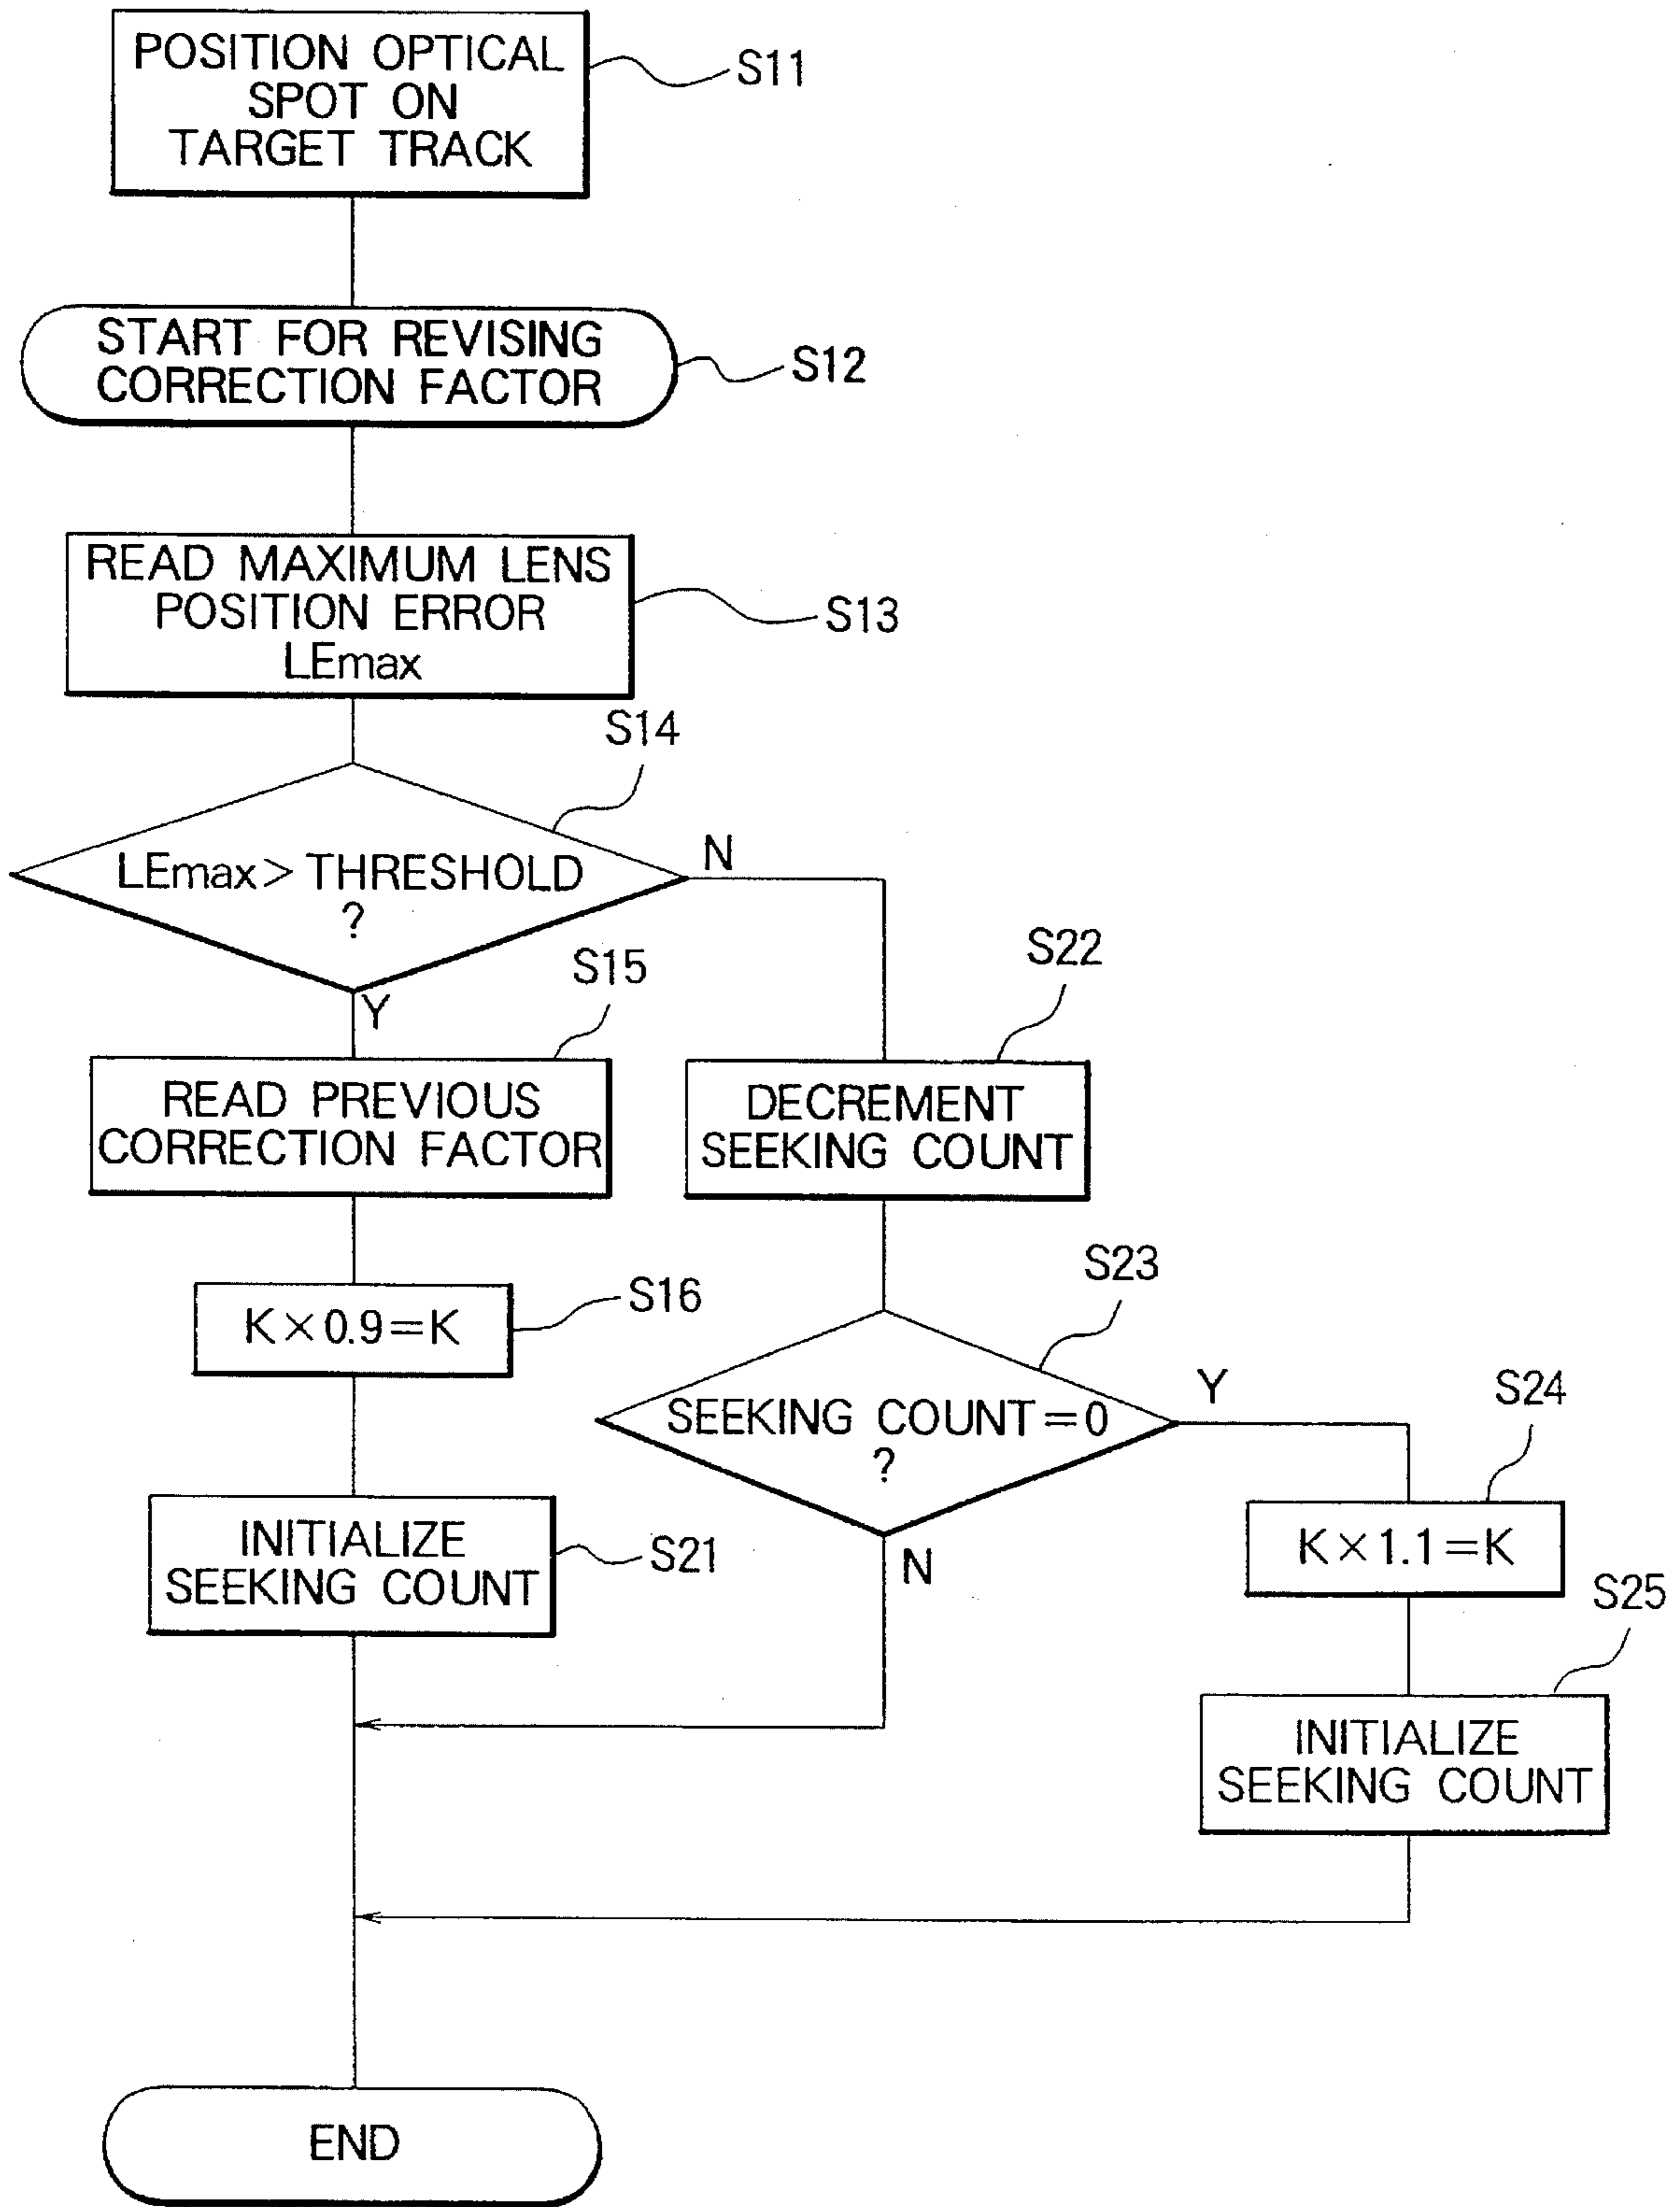 POSITION OPTICAL
SPOT ON
TARGET TRACK
S11
START FOR REVISING
CORRECTION FACTOR
S12
READ MAXIMUM LENS
POSITION ERROR
LEmax
S13
S14
LEmax> THRESHOLD
?
N
Y
S15
READ PREVIOUS
CORRECTION FACTOR
S22
DECREMENT
SEEKING COUNT
K×0.9=K
S16
S23
SEEKING COUNT=0
?
Y
N
S24
K×1.1=K
INITIALIZE
SEEKING COUNT
S21
S25
INITIALIZE
SEEKING COUNT
END